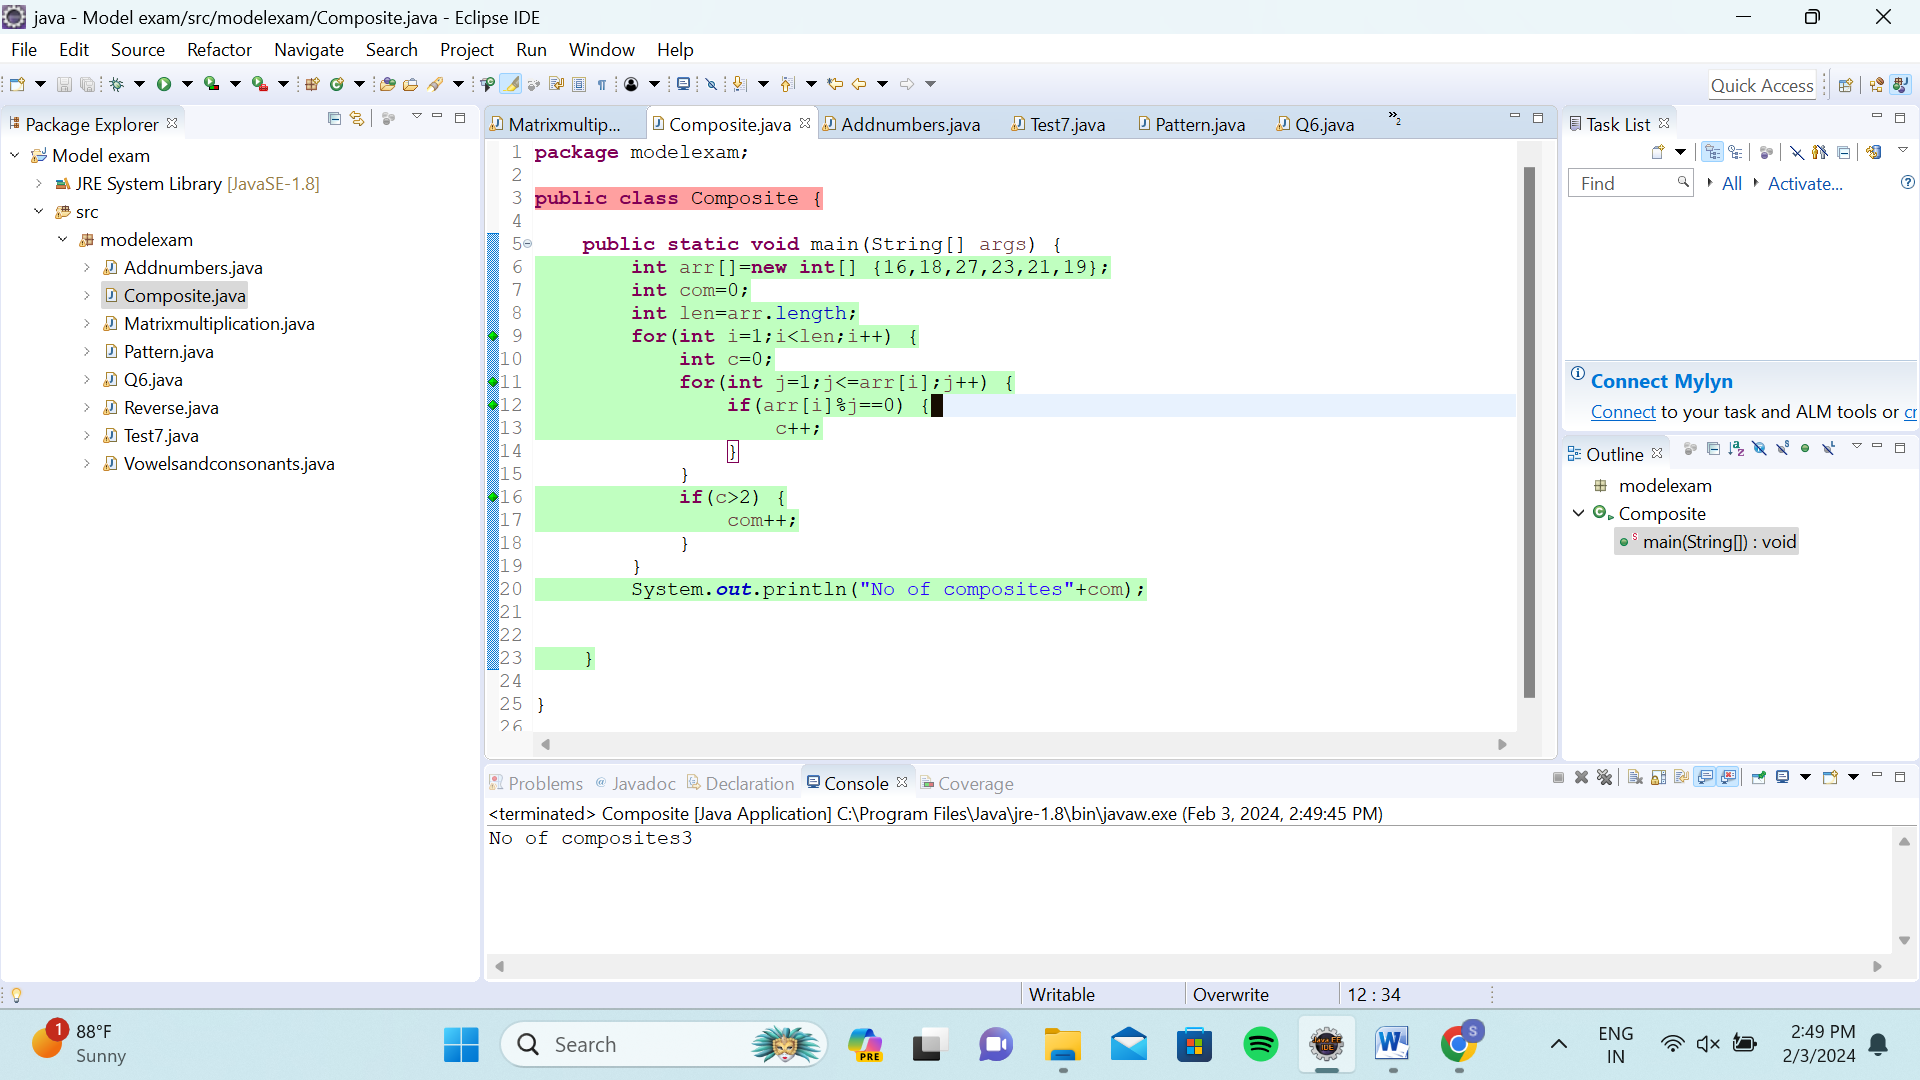 java - Model exam/src/modelexam/Composite.java - Eclipse IDE
File Edit Source Refactor Navigate Search Project Run Window Help
Quick Access
Package Explorer
Model exam
JRE System Library [JavaSE-1.8]
src
modelexam
Addnumbers.java
Composite.java
Matrixmultiplication.java
Pattern.java
Q6.java
Reverse.java
Test7.java
Vowelsandconsonants.java
Matrixmultip... Composite.java Addnumbers.java Test7.java Pattern.java Q6.java »2
1 package modelexam;
2
3 public class Composite {
4
5 public static void main(String[] args) {
6 int arr[]=new int[] {16,18,27,23,21,19};
7 int com=0;
8 int len=arr.length;
9 for(int i=1;i<len;i++) {
10 int c=0;
11 for(int j=1;j<=arr[i];j++) {
12 if(arr[i]%j==0) {
13 c++;
14 }
15 }
16 if(c>2) {
17 com++;
18 }
19 }
20 System.out.println("No of composites"+com);
21
22
23 }
24
25 }
26
Task List
Find All Activate...
Connect Mylyn
Connect to your task and ALM tools or cr
Outline
modelexam
Composite
main(String[]) : void
Problems @ Javadoc Declaration Console Coverage
<terminated> Composite [Java Application] C:\Program Files\Java\jre-1.8\bin\javaw.exe (Feb 3, 2024, 2:49:45 PM)
No of composites3
Writable Overwrite 12 : 34
1 88°F
Sunny
Search
PRE
S
ENG
IN
2:49 PM
2/3/2024